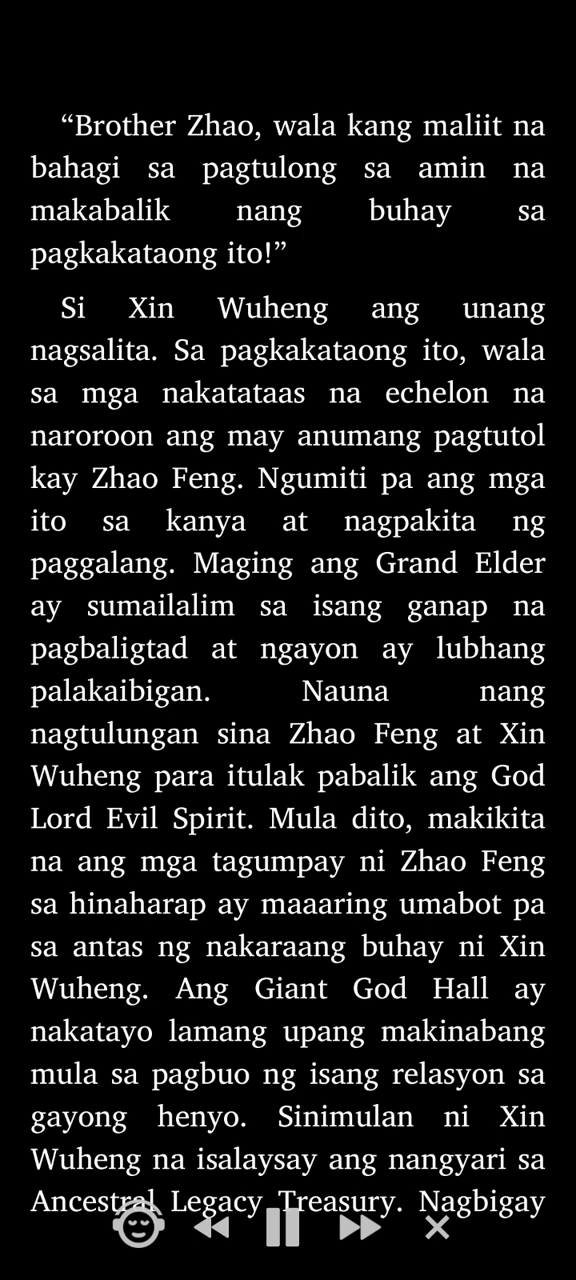 “Brother Zhao, wala kang maliit na
bahagi sa pagtulong sa amin na
makabalik nang buhay sa
pagkakataong ito!”
Si Xin Wuheng ang unang
nagsalita. Sa pagkakataong ito, wala
sa mga nakatataas na echelon na
naroroon ang may anumang pagtutol
kay Zhao Feng. Ngumiti pa ang mga
ito sa kanya at nagpakita ng
paggalang. Maging ang Grand Elder
ay sumailalim sa isang ganap na
pagbaligtad at ngayon ay lubhang
palakaibigan. Nauna nang
nagtulungan sina Zhao Feng at Xin
Wuheng para itulak pabalik ang God
Lord Evil Spirit. Mula dito, makikita
na ang mga tagumpay ni Zhao Feng
sa hinaharap ay maaaring umabot pa
sa antas ng nakaraang buhay ni Xin
Wuheng. Ang Giant God Hall ay
nakatayo lamang upang makinabang
mula sa pagbuo ng isang relasyon sa
gayong henyo. Sinimulan ni Xin
Wuheng na isalaysay ang nangyari sa
Ancestral Legacy Treasury. Nagbigay